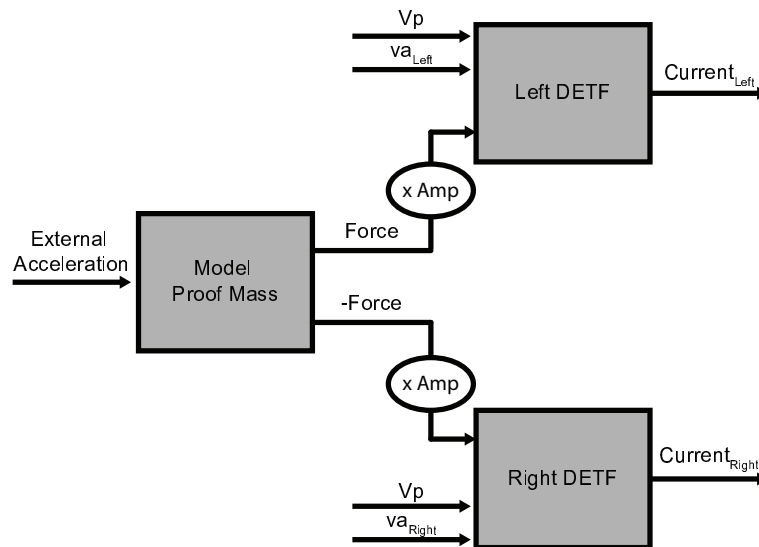 Vp
vaLeft
Left DETF
CurrentLeft
x Amp
External
Acceleration
Model
Proof Mass
Force
-Force
x Amp
Right DETF
CurrentRight
Vp
vaRight